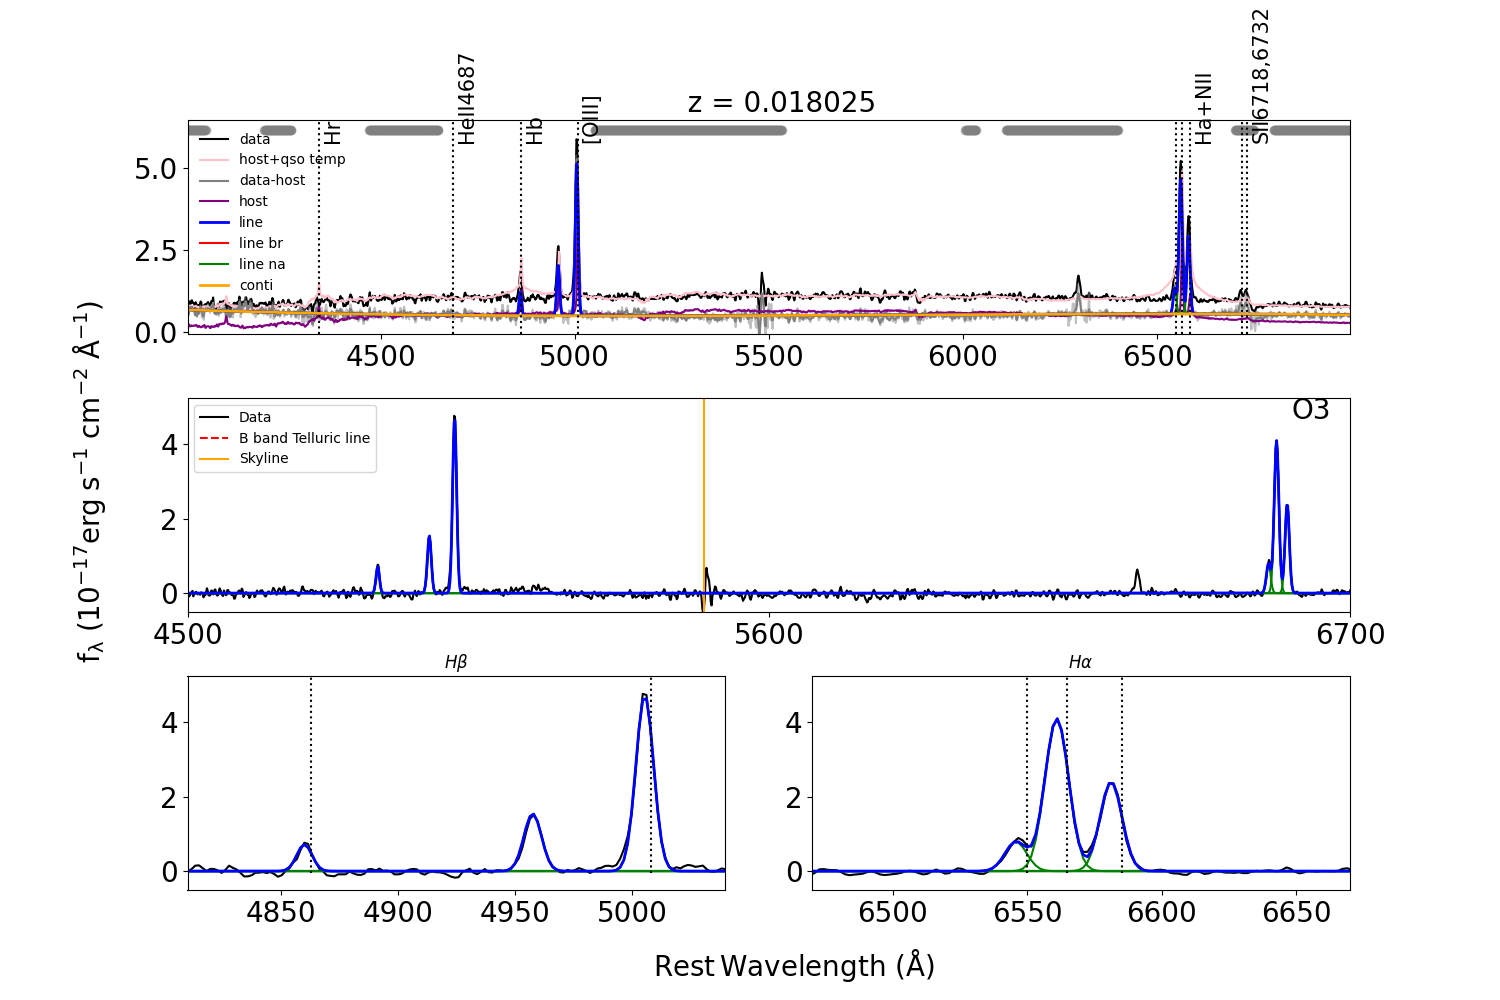 z = 0.018025
Hr
HeII4687
Hb
[OIII]
Ha+NII
SII6718,6732
data
host+qso temp
data-host
host
line
line br
line na
conti
5.0
2.5
0.0
4500 5000 5500 6000 6500
fλ (10⁻¹⁷erg s⁻¹ cm⁻² Å⁻¹)
O3
Data
B band Telluric line
Skyline
4
2
0
4500 5600 6700
Hβ
4
2
0
4850 4900 4950 5000
Hα
4
2
0
6500 6550 6600 6650
Rest Wavelength (Å)